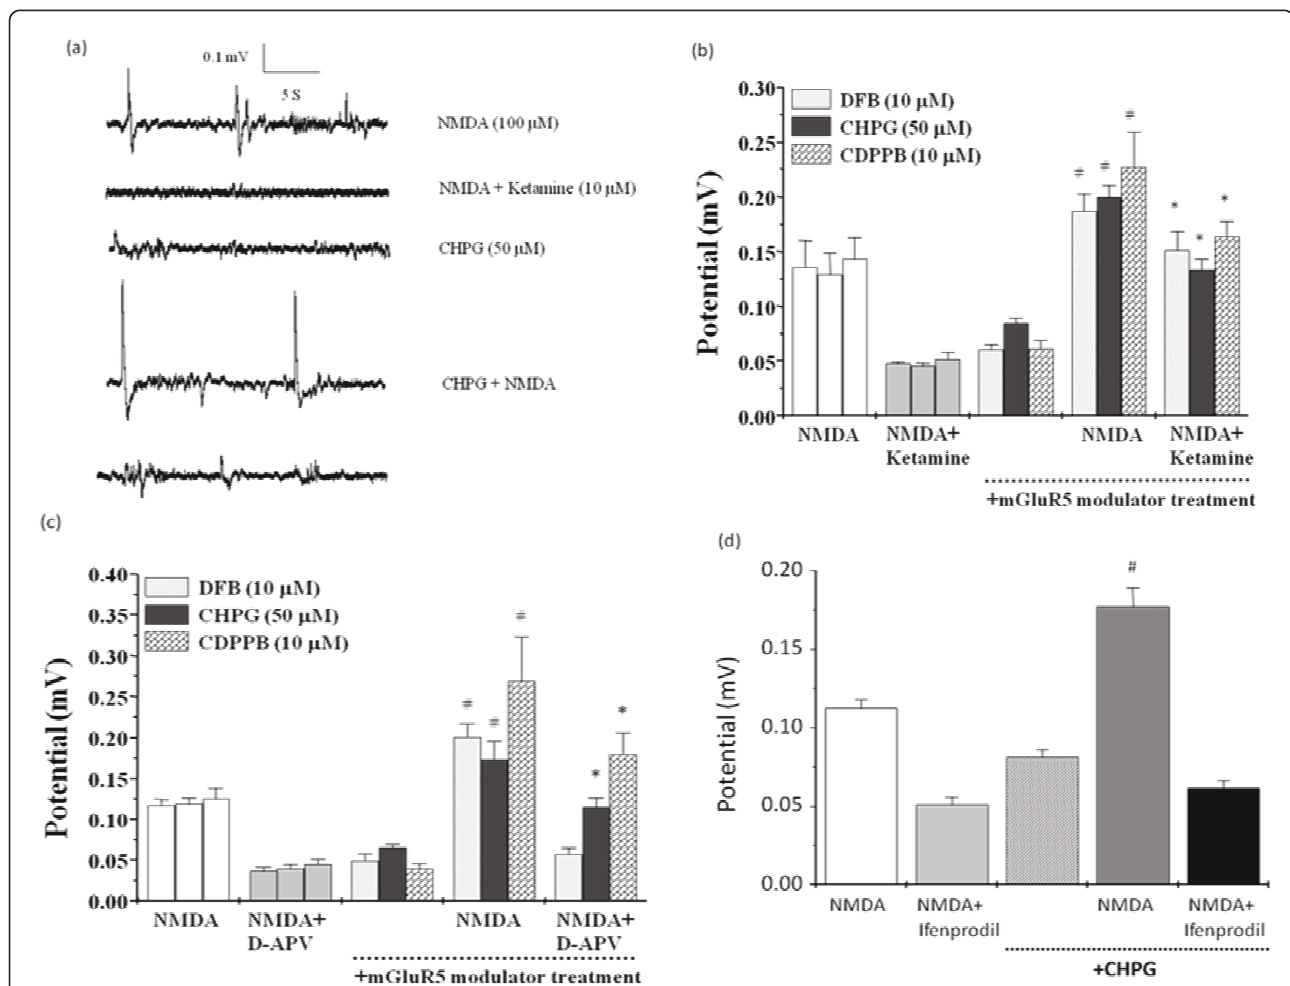 (a)
0.1 mV
5 S
NMDA (100 µM)
NMDA + Ketamine (10 µM)
CHPG (50 µM)
CHPG + NMDA
(b)
Potential (mV)
0.30
0.25
0.20
0.15
0.10
0.05
0.00
DFB (10 µM)
CHPG (50 µM)
CDPPB (10 µM)
# # #
* * *
NMDA
NMDA+
Ketamine
NMDA
NMDA+
Ketamine
+mGluR5 modulator treatment
(c)
Potential (mV)
0.40
0.35
0.30
0.25
0.20
0.15
0.10
0.05
0.00
DFB (10 µM)
CHPG (50 µM)
CDPPB (10 µM)
# # #
* *
NMDA
NMDA+
D-APV
NMDA
NMDA+
D-APV
+mGluR5 modulator treatment
(d)
Potential (mV)
0.20
0.15
0.10
0.05
0.00
#
NMDA
NMDA+
Ifenprodil
NMDA
NMDA+
Ifenprodil
+CHPG